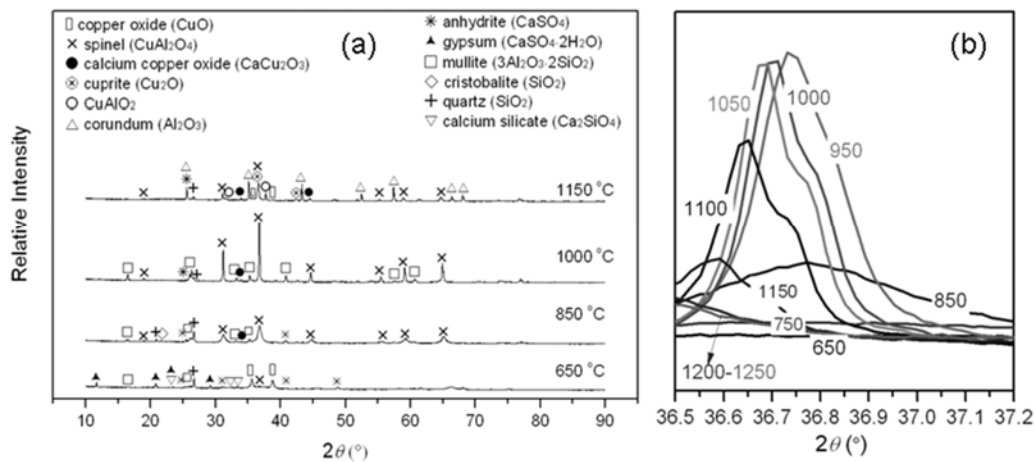 copper oxide (CuO)
spinel (CuAl₂O₄)
calcium copper oxide (CaCu₂O₃)
cuprite (Cu₂O)
CuAlO₂
corundum (Al₂O₃)
(a)
anhydrite (CaSO₄)
gypsum (CaSO₄·2H₂O)
mullite (3Al₂O₃·2SiO₂)
cristobalite (SiO₂)
quartz (SiO₂)
calcium silicate (Ca₂SiO₄)
Relative Intensity
1150 °C
1000 °C
850 °C
650 °C
10 20 30 40 50 60 70 80 90
2θ (°)
(b)
1050
1000
950
1100
1150
850
750
650
1200-1250
36.5 36.6 36.7 36.8 36.9 37.0 37.1 37.2
2θ (°)